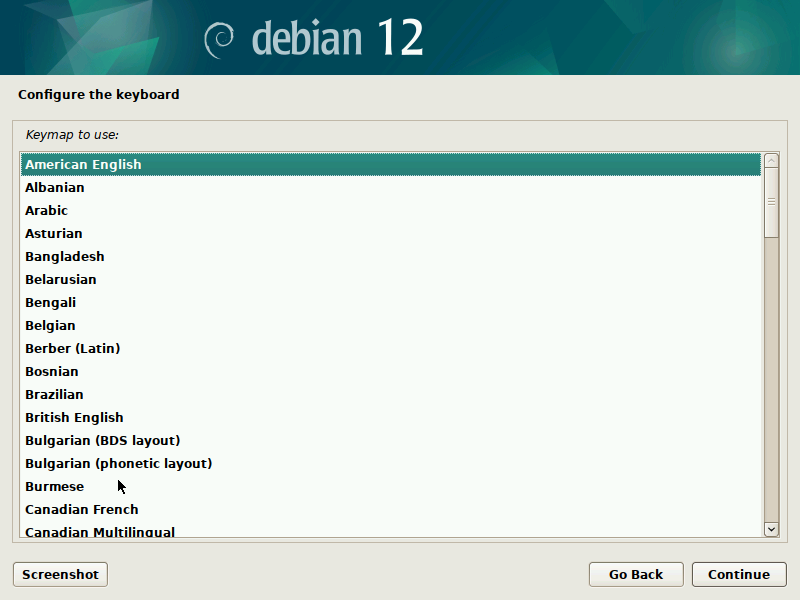 debian 12
Configure the keyboard
Keymap to use:
American English
Albanian
Arabic
Asturian
Bangladesh
Belarusian
Bengali
Belgian
Berber (Latin)
Bosnian
Brazilian
British English
Bulgarian (BDS layout)
Bulgarian (phonetic layout)
Burmese
Canadian French
Canadian Multilingual
Screenshot
Go Back
Continue